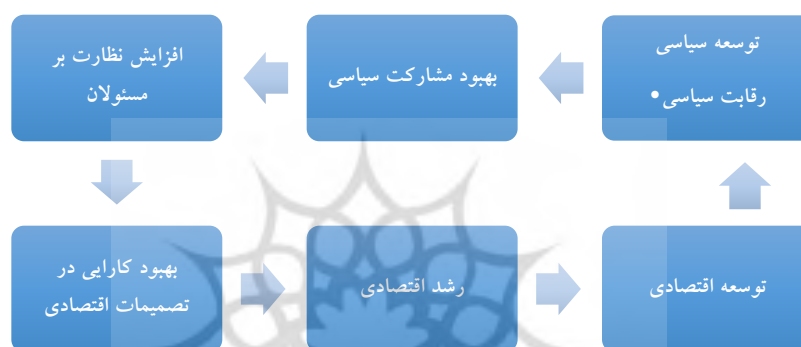 توسعه سیاسی
رقابت سیاسی•
بهبود مشارکت سیاسی
افزایش نظارت بر
مسئولان
بهبود کارایی در
تصمیمات اقتصادی
رشد اقتصادی
توسعه اقتصادی